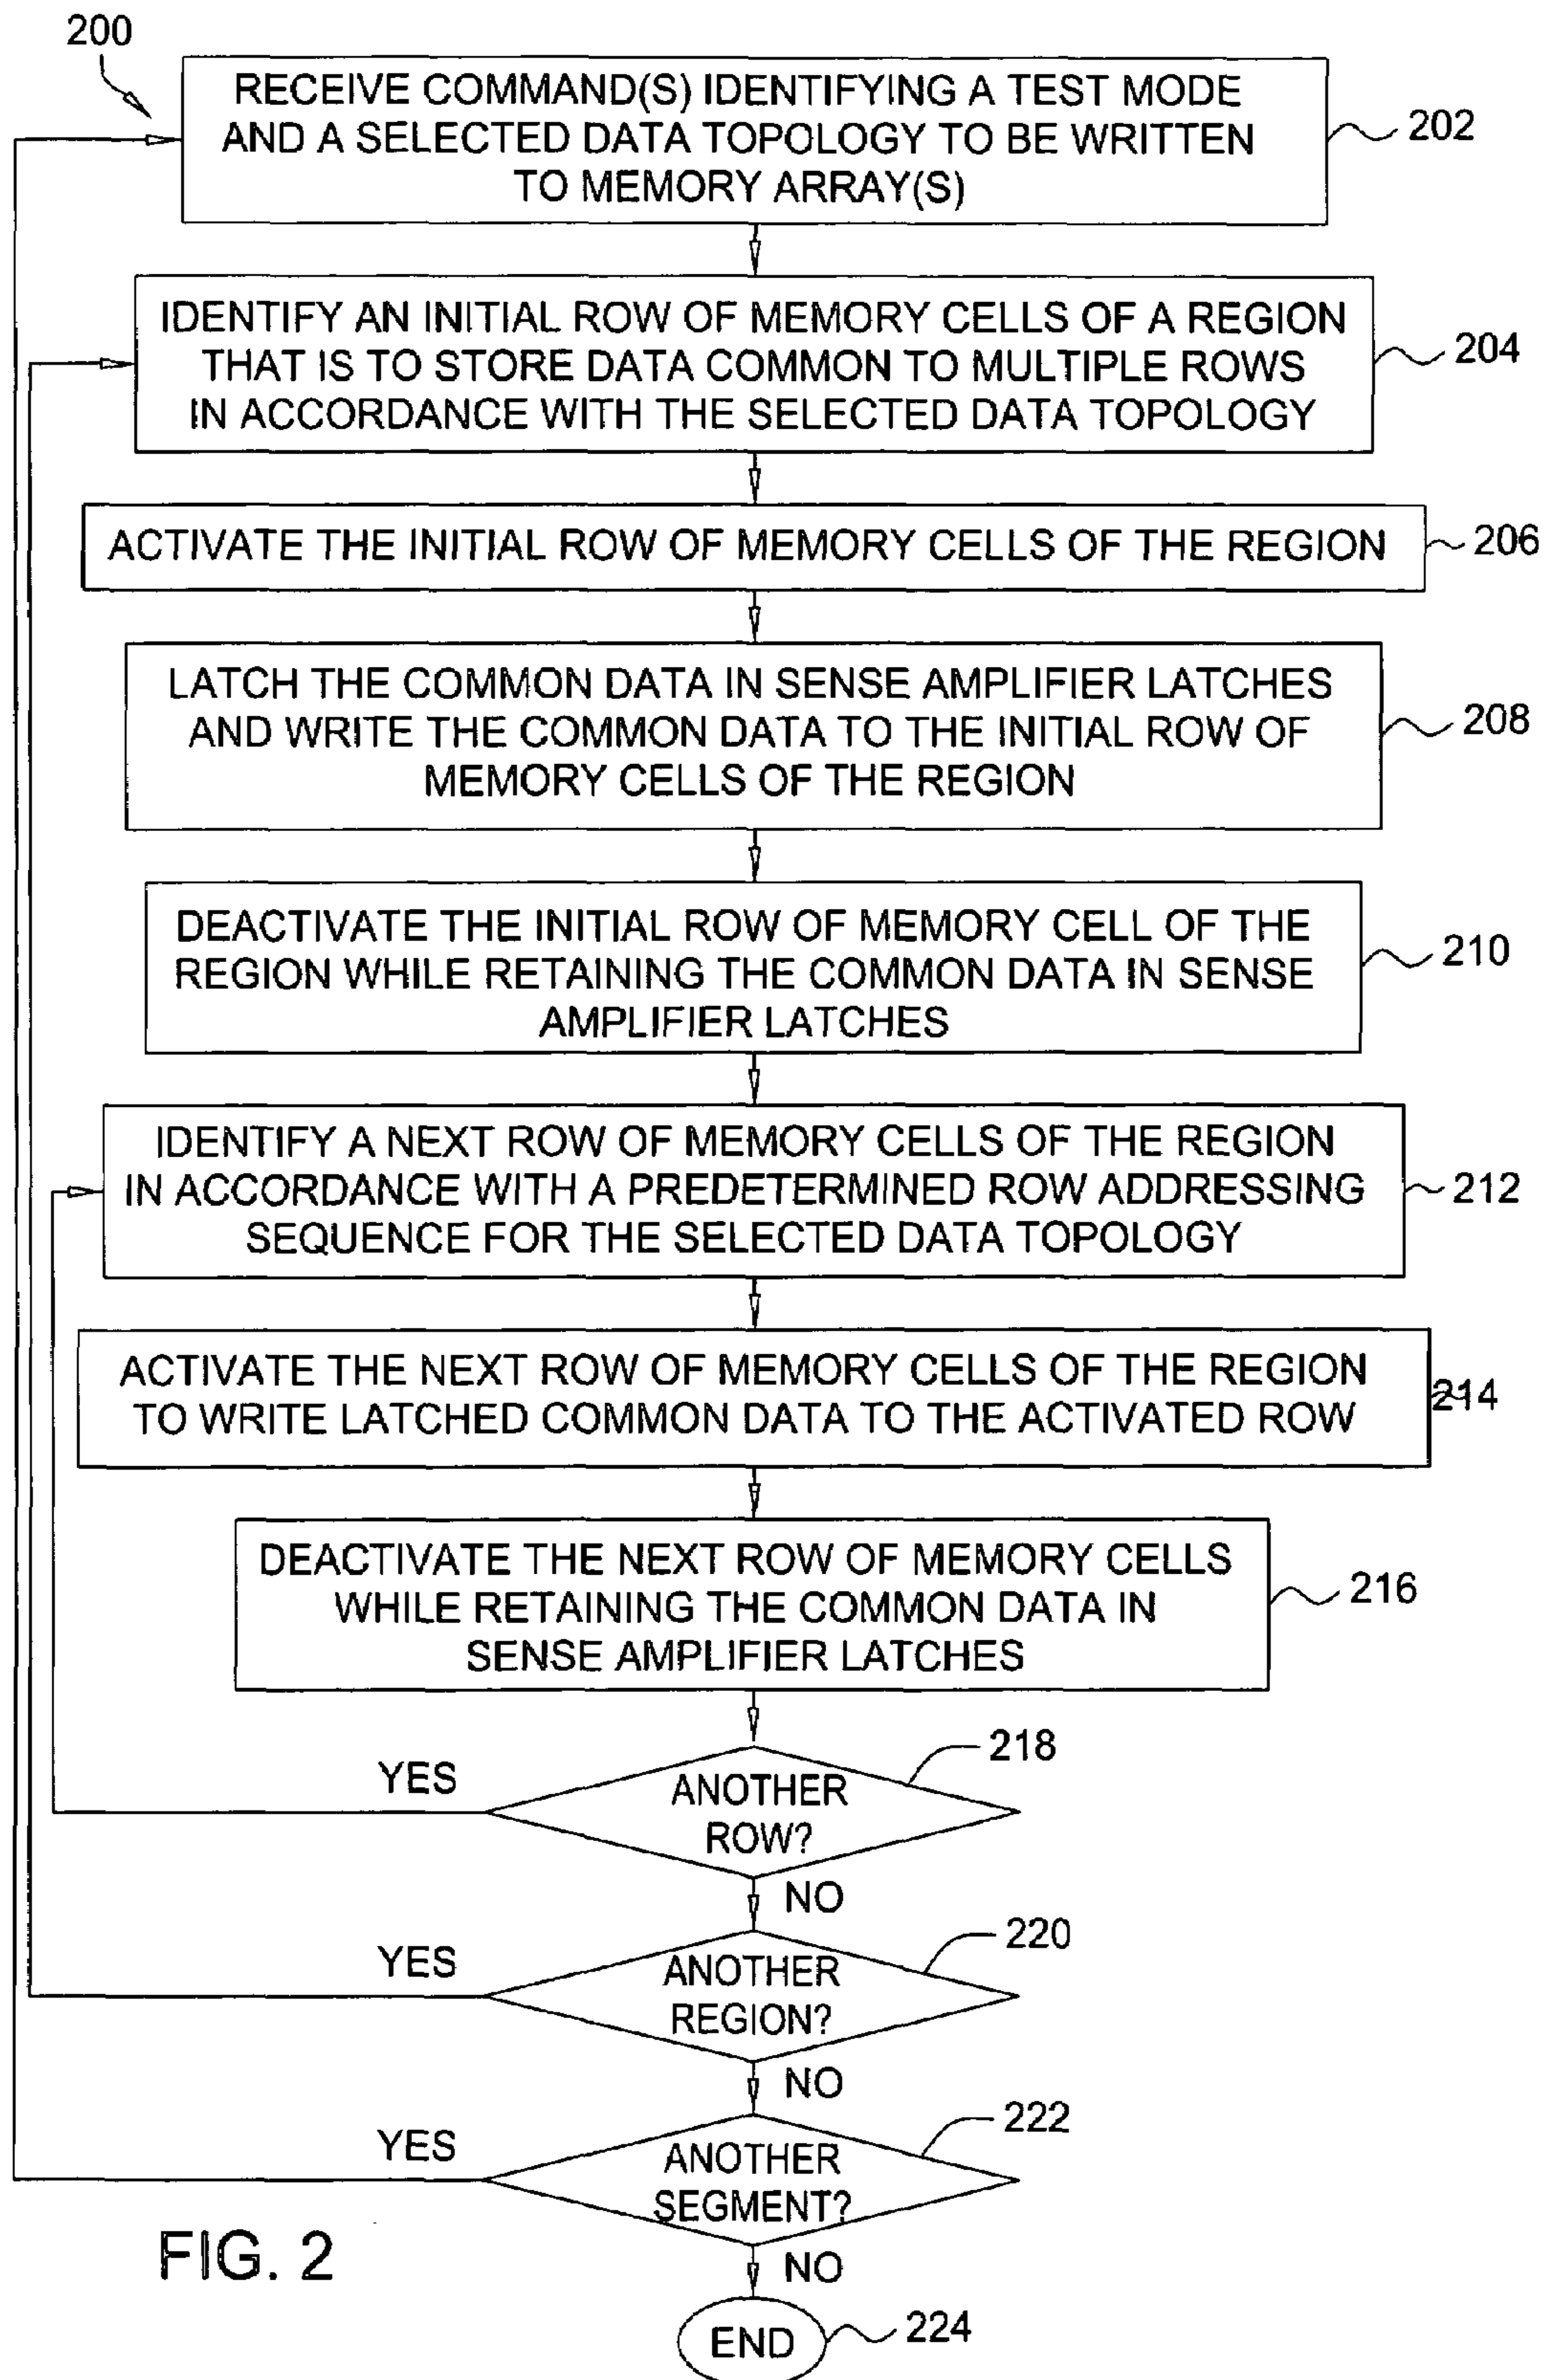 200
RECEIVE COMMAND(S) IDENTIFYING A TEST MODE
AND A SELECTED DATA TOPOLOGY TO BE WRITTEN
TO MEMORY ARRAY(S)
202
IDENTIFY AN INITIAL ROW OF MEMORY CELLS OF A REGION
THAT IS TO STORE DATA COMMON TO MULTIPLE ROWS
IN ACCORDANCE WITH THE SELECTED DATA TOPOLOGY
204
ACTIVATE THE INITIAL ROW OF MEMORY CELLS OF THE REGION
206
LATCH THE COMMON DATA IN SENSE AMPLIFIER LATCHES
AND WRITE THE COMMON DATA TO THE INITIAL ROW OF
MEMORY CELLS OF THE REGION
208
DEACTIVATE THE INITIAL ROW OF MEMORY CELL OF THE
REGION WHILE RETAINING THE COMMON DATA IN SENSE
AMPLIFIER LATCHES
210
IDENTIFY A NEXT ROW OF MEMORY CELLS OF THE REGION
IN ACCORDANCE WITH A PREDETERMINED ROW ADDRESSING
SEQUENCE FOR THE SELECTED DATA TOPOLOGY
212
ACTIVATE THE NEXT ROW OF MEMORY CELLS OF THE REGION
TO WRITE LATCHED COMMON DATA TO THE ACTIVATED ROW
214
DEACTIVATE THE NEXT ROW OF MEMORY CELLS
WHILE RETAINING THE COMMON DATA IN
SENSE AMPLIFIER LATCHES
216
218
YES
ANOTHER
ROW?
NO
220
YES
ANOTHER
REGION?
NO
222
YES
ANOTHER
SEGMENT?
NO
FIG. 2
END
224